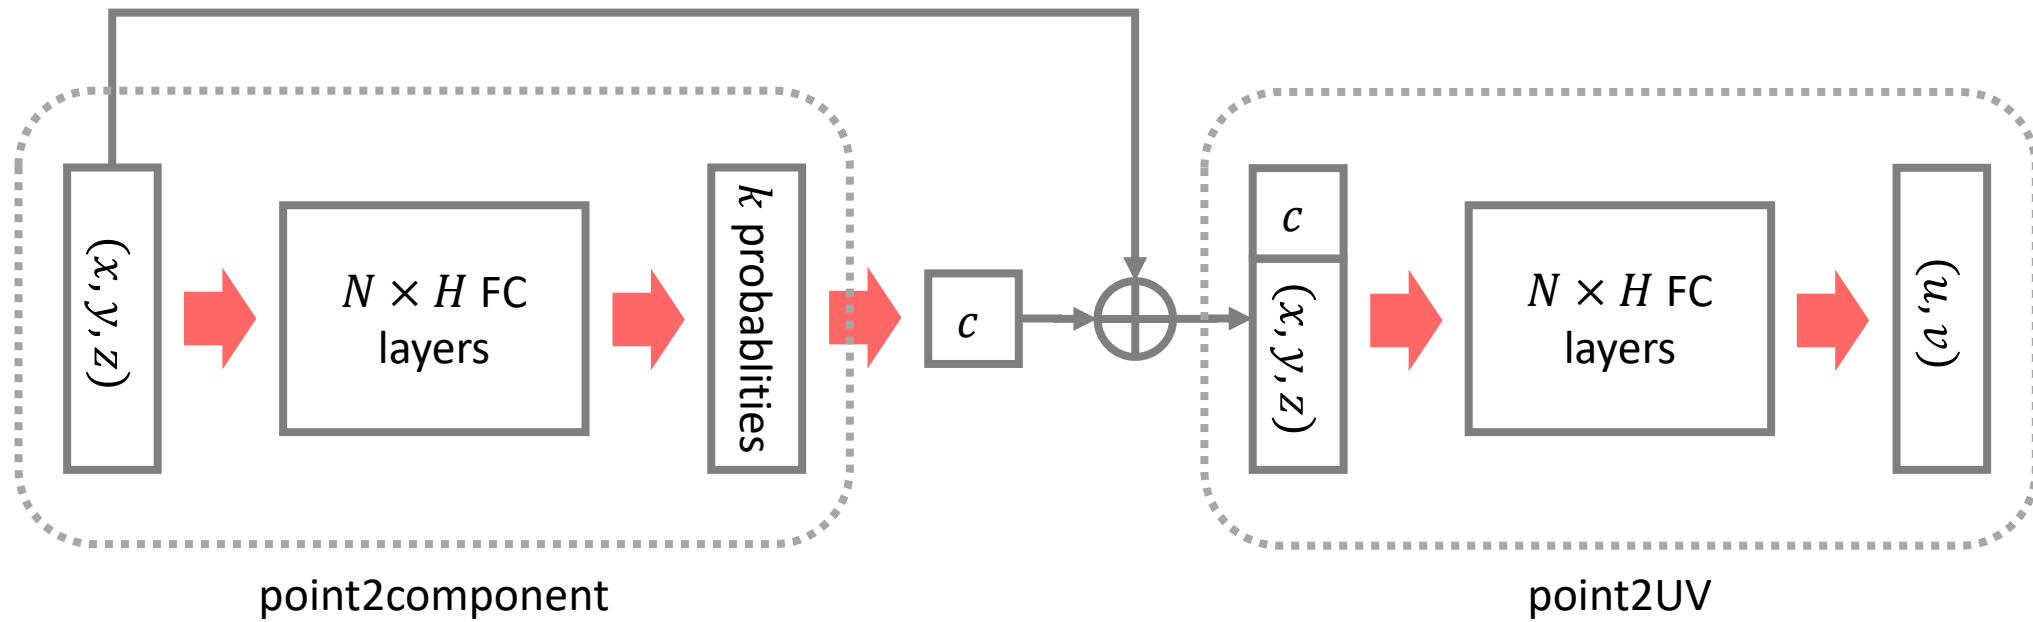 (x, y, z)
N × H FC
layers
k probablities
c
c
(x, y, z)
N × H FC
layers
(u, v)
point2component
point2UV